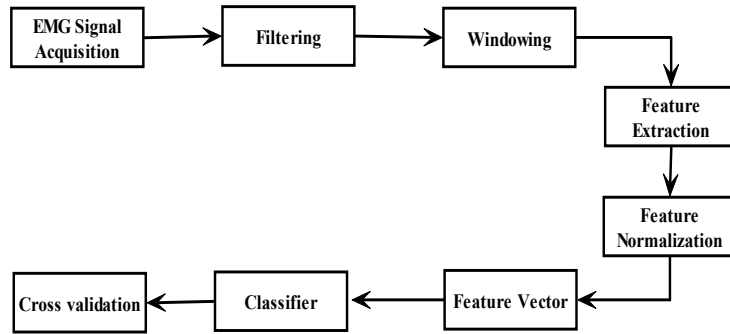 EMG Signal
Acquisition
Filtering
Windowing
Feature
Extraction
Feature
Normalization
Feature Vector
Classifier
Cross validation